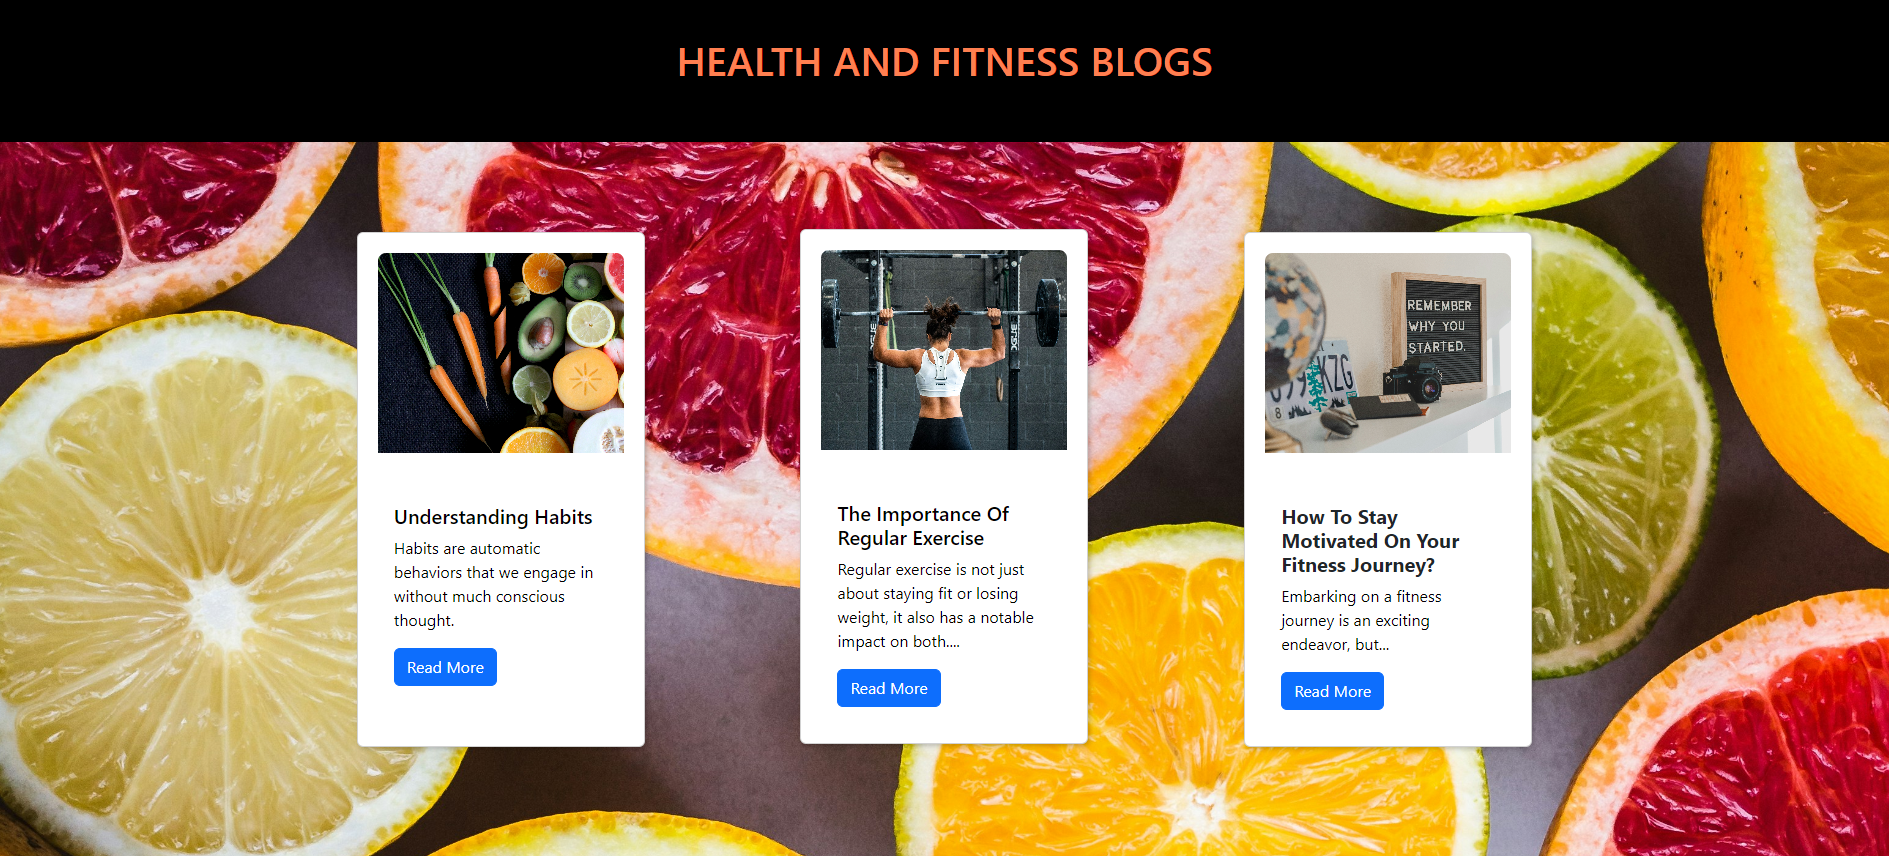 HEALTH AND FITNESS BLOGS
Understanding Habits
Habits are automatic
behaviors that we engage in
without much conscious
thought.
Read More
The Importance Of
Regular Exercise
Regular exercise is not just
about staying fit or losing
weight, it also has a notable
impact on both....
Read More
REMEMBER
WHY YOU
STARTED.
KZG
8
How To Stay
Motivated On Your
Fitness Journey?
Embarking on a fitness
journey is an exciting
endeavor, but...
Read More